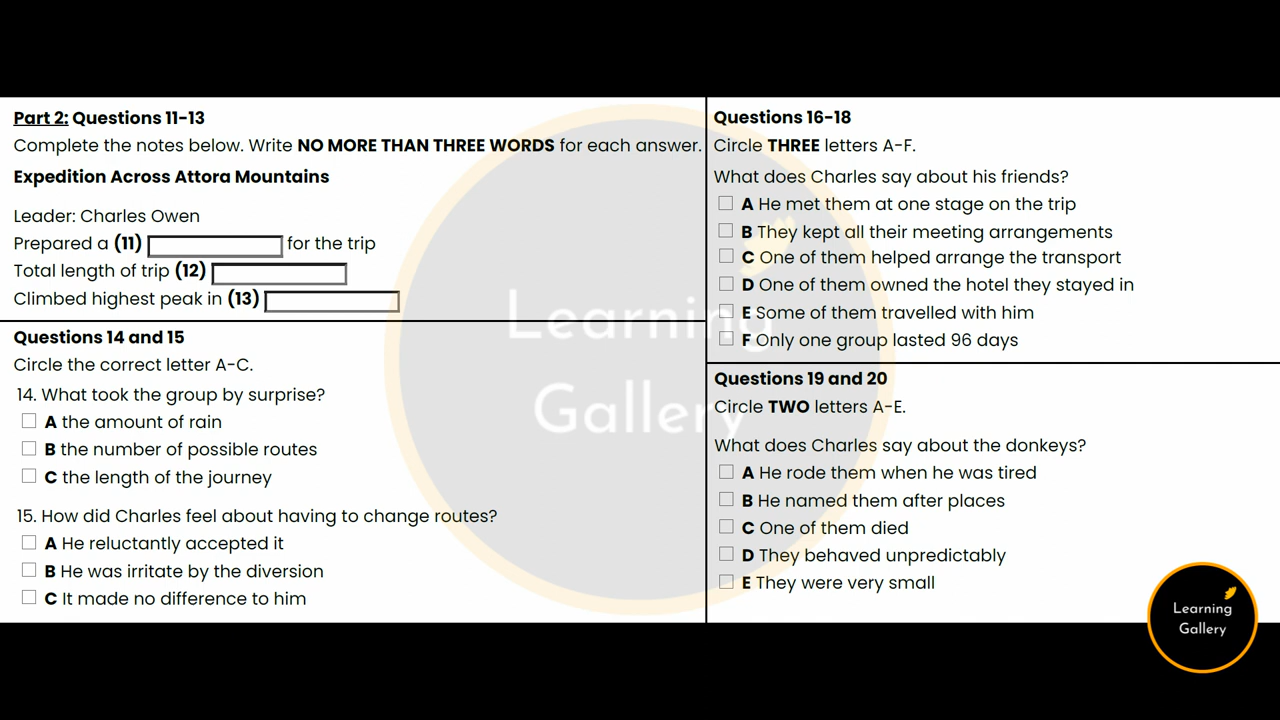 Part 2: Questions 11-13
Complete the notes below. Write NO MORE THAN THREE WORDS for each answer.
Expedition Across Attora Mountains
Leader: Charles Owen
Prepared a (11) for the trip
Total length of trip (12)
Climbed highest peak in (13)
Questions 14 and 15
Circle the correct letter A-C.
14. What took the group by surprise?
A the amount of rain
B the number of possible routes
C the length of the journey
15. How did Charles feel about having to change routes?
A He reluctantly accepted it
B He was irritate by the diversion
C It made no difference to him
Questions 16-18
Circle THREE letters A-F.
What does Charles say about his friends?
A He met them at one stage on the trip
B They kept all their meeting arrangements
C One of them helped arrange the transport
D One of them owned the hotel they stayed in
E Some of them travelled with him
F Only one group lasted 96 days
Questions 19 and 20
Circle TWO letters A-E.
What does Charles say about the donkeys?
A He rode them when he was tired
B He named them after places
C One of them died
D They behaved unpredictably
E They were very small
Learning
Gallery
Learning
Gallery